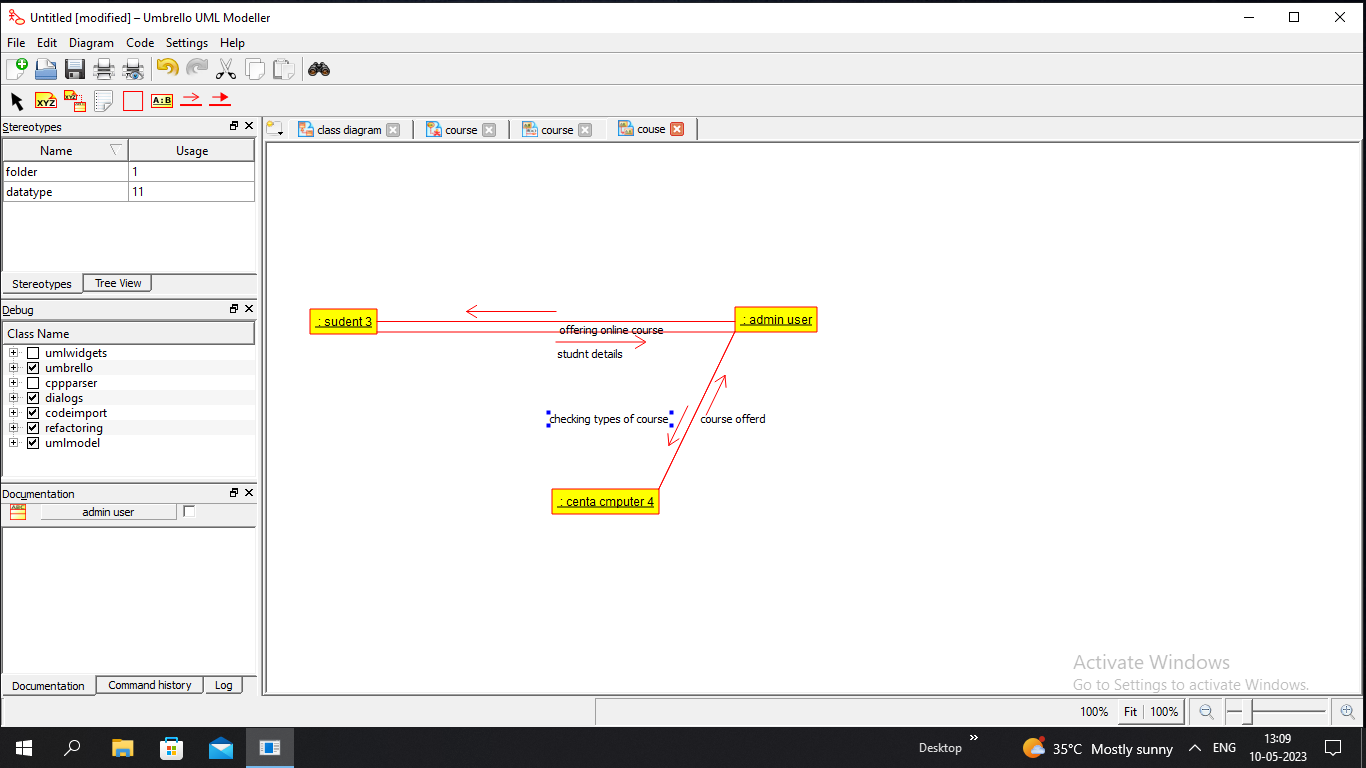 Untitled [modified] – Umbrello UML Modeller
File Edit Diagram Code Settings Help
XYZ XYZ A:B
Stereotypes
class diagram course course couse
Name Usage
folder 1
datatype 11
Stereotypes Tree View
Debug
Class Name
umlwidgets
umbrello
cppparser
dialogs
codeimport
refactoring
umlmodel
: sudent 3
: admin user
offering online course
studnt details
checking types of course
course offerd
: centa cmputer 4
Documentation
ABC admin user
Documentation Command history Log
Activate Windows
Go to Settings to activate Windows.
100% Fit 100%
Desktop » 35°C Mostly sunny ENG 13:09
10-05-2023